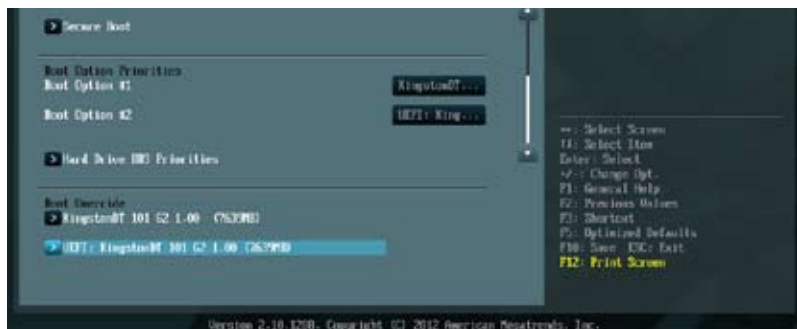 Secure Boot
Boot Option Priorities
Boot Option #1 KingstonDT...
Boot Option #2 UEFI: King...
Hard Drive BBS Priorities
Boot Override
KingstonDT 101 G2 1.00 (7639MB)
UEFI: KingstonDT 101 G2 1.00 (7639MB)
: Select Screen
: Select Item
Enter: Select
+/-: Change Opt.
F1: General Help
F2: Previous Values
F3: Shortcut
F5: Optimized Defaults
F10: Save ESC: Exit
F12: Print Screen
Version 2.10.1208. Copyright (C) 2012 American Megatrends, Inc.